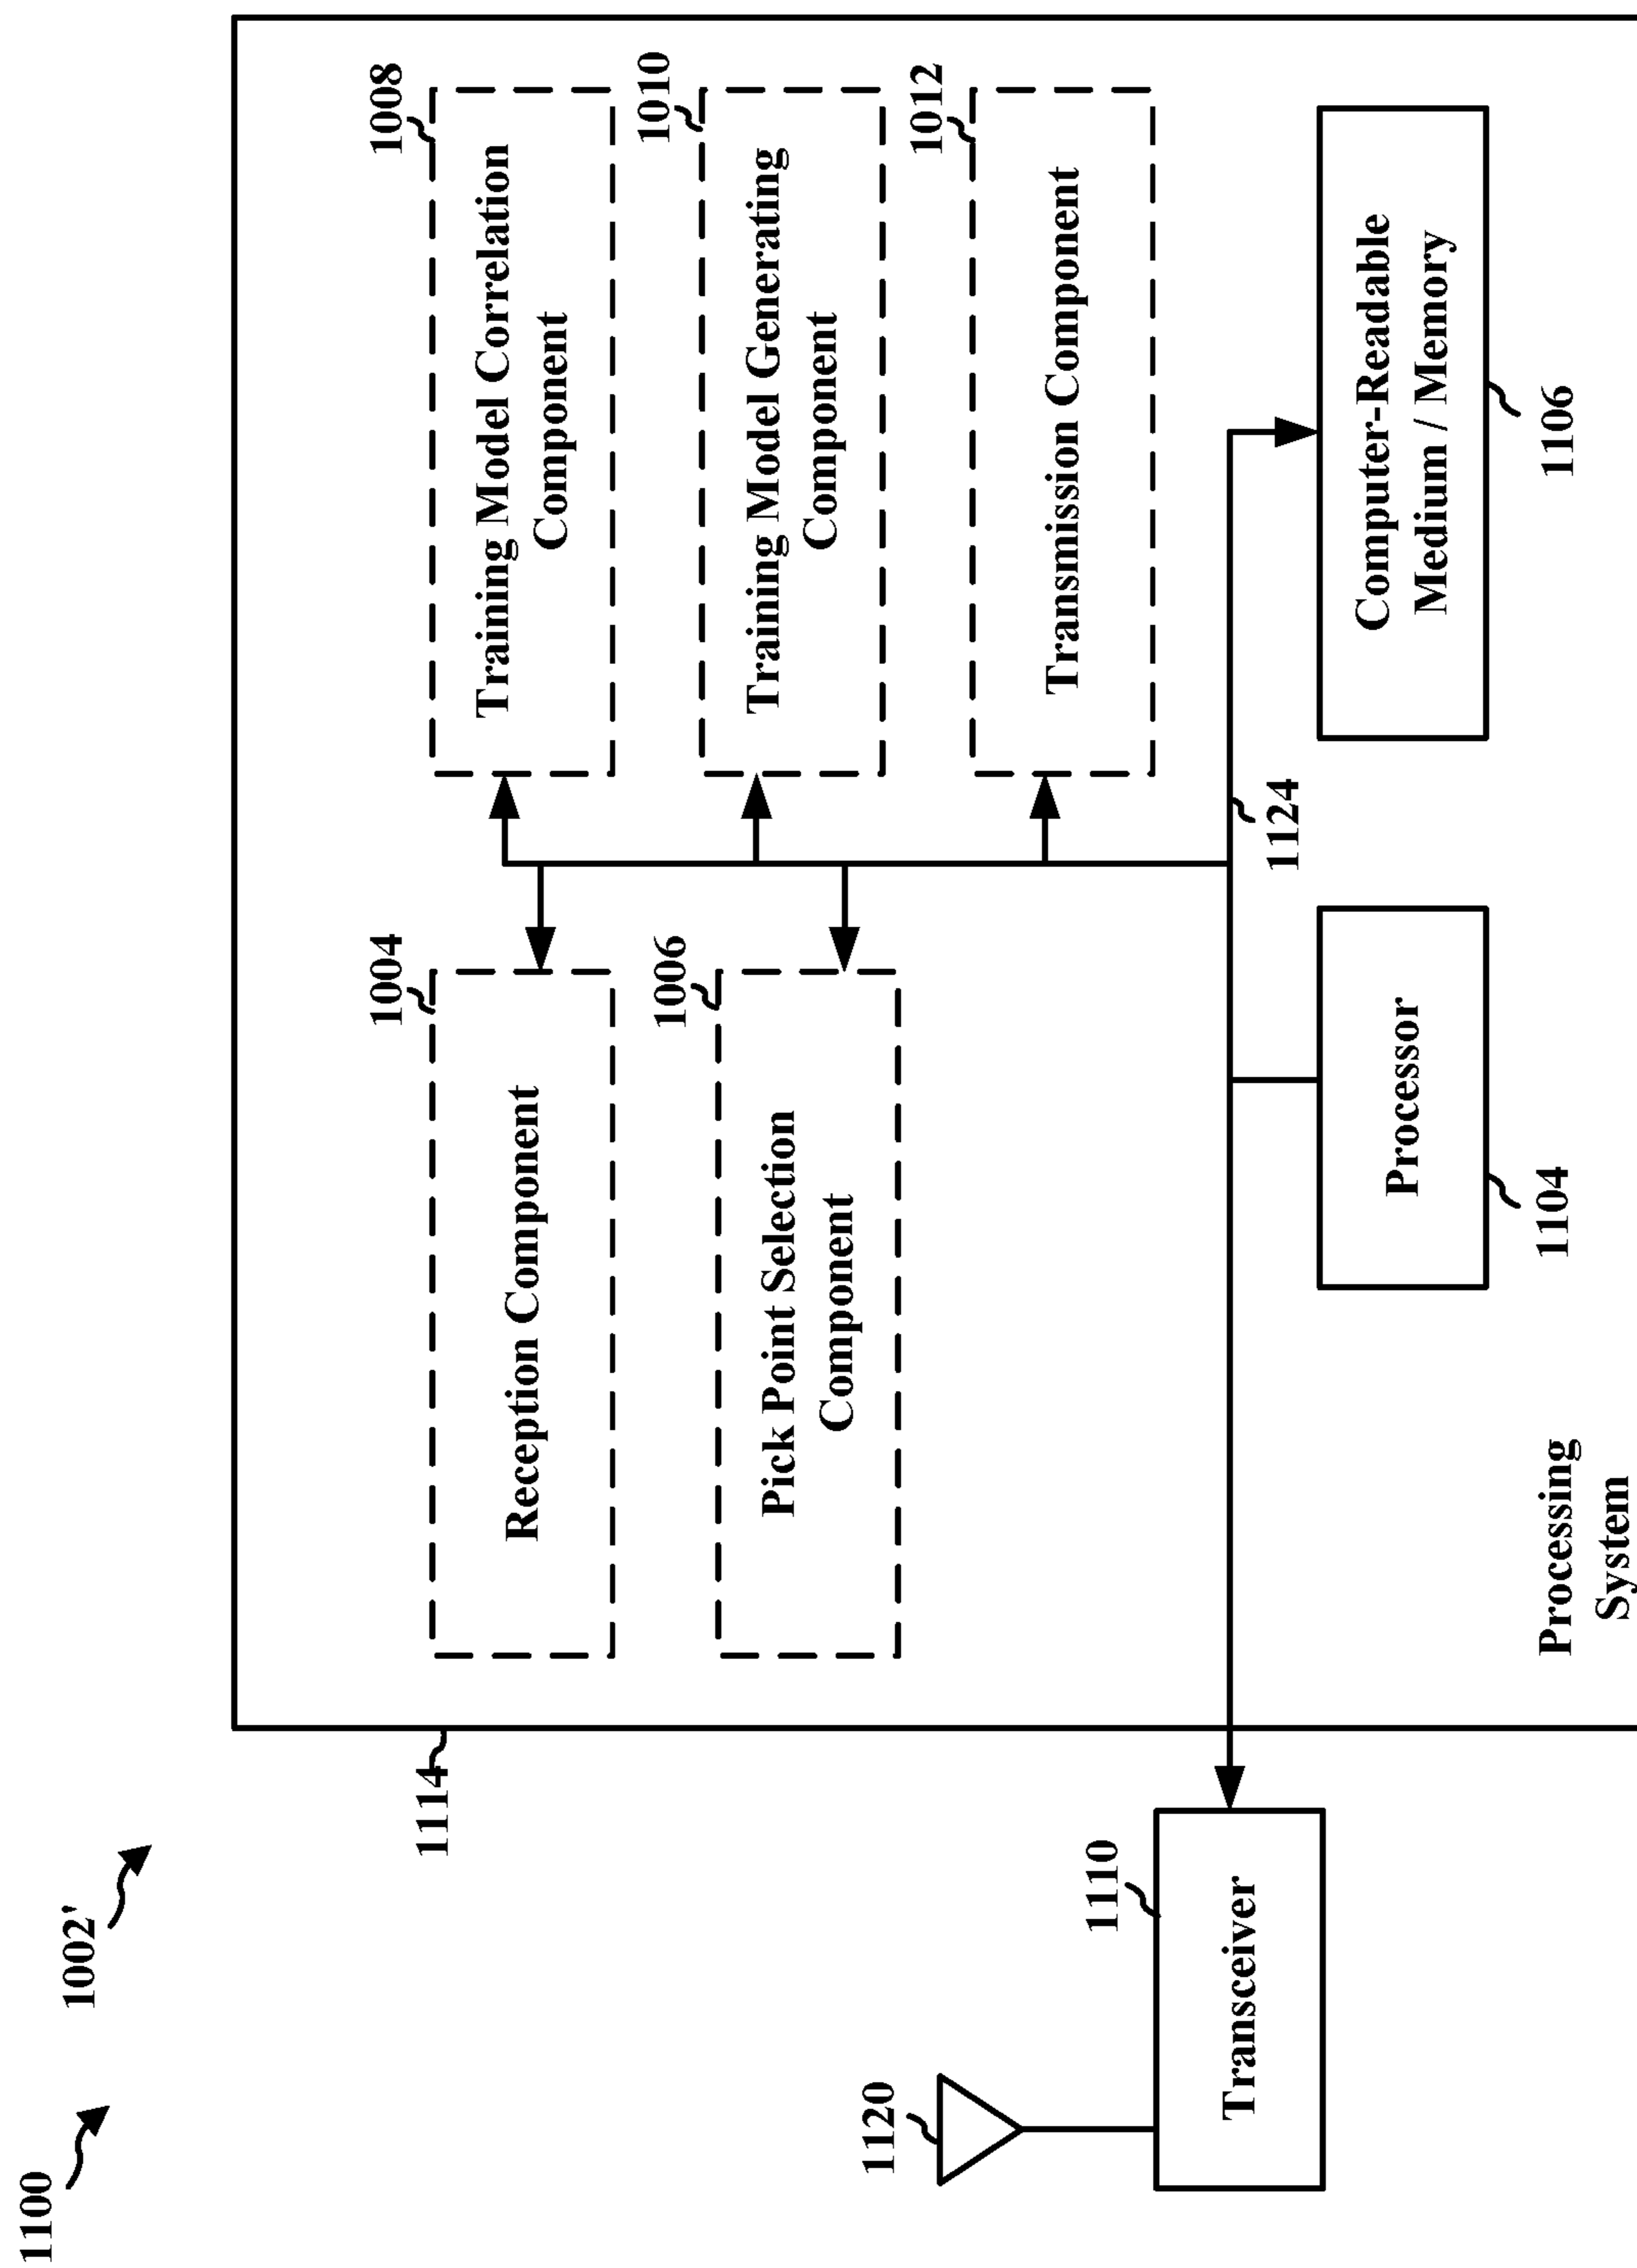 1100
1002'
1114
1004
Reception Component
1008
Training Model Correlation
Component
1006
Pick Point Selection
Component
1010
Training Model Generating
Component
1012
Transmission Component
1120
1110
Transceiver
1124
Processor
1104
Computer-Readable
Medium / Memory
1106
Processing
System